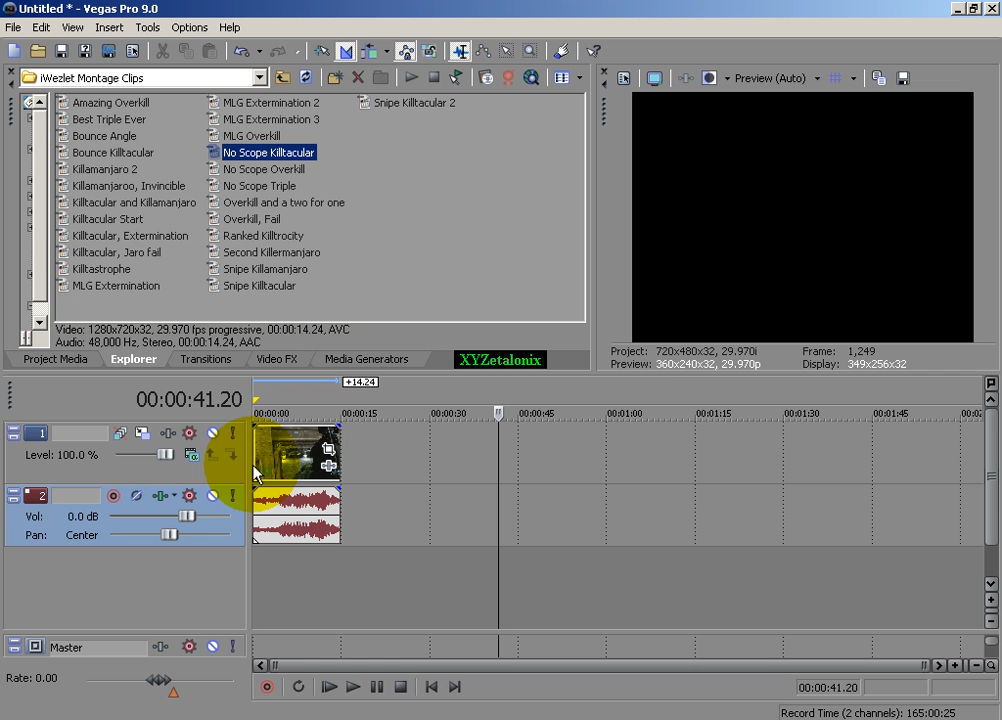 Untitled * - Vegas Pro 9.0
File Edit View Insert Tools Options Help
iWezlet Montage Clips
Preview (Auto)
Amazing Overkill
Best Triple Ever
Bounce Angle
Bounce Killtacular
Killamanjaro 2
Killamanjaroo, Invincible
Killtacular and Killamanjaro
Killtacular Start
Killtacular, Extermination
Killtacular, Jaro fail
Killtastrophe
MLG Extermination
MLG Extermination 2
MLG Extermination 3
MLG Overkill
No Scope Killtacular
No Scope Overkill
No Scope Triple
Overkill and a two for one
Overkill, Fail
Ranked Killtrocity
Second Killermanjaro
Snipe Killamanjaro
Snipe Killtacular
Snipe Killtacular 2
Video: 1280x720x32, 29.970 fps progressive, 00:00:14.24, AVC
Audio: 48,000 Hz, Stereo, 00:00:14.24, AAC
Project Media Explorer Transitions Video FX Media Generators
XYZetalonix
Project: 720x480x32, 29.970i Frame: 1,249
Preview: 360x240x32, 29.970p Display: 349x256x32
+14.24
00:00:41.20
00:00:00 00:00:15 00:00:30 00:00:45 00:01:00 00:01:15 00:01:30 00:01:45
1
Level: 100.0 %
2
Vol: 0.0 dB
Pan: Center
Master
Rate: 0.00
00:00:41.20
Record Time (2 channels): 165:00:25